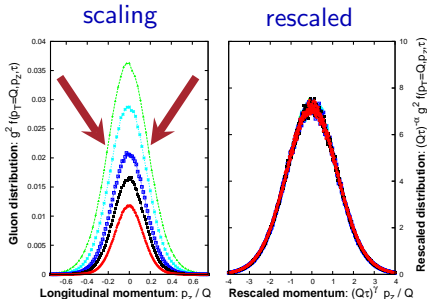 scaling
rescaled
Gluon distribution: g² f(p_T=Q,p_z,τ)
0.04
0.035
0.03
0.025
0.02
0.015
0.01
0.005
0
-0.6 -0.4 -0.2 0 0.2 0.4 0.6
Longitudinal momentum: p_z / Q
10
8
6
4
2
0
-4 -3 -2 -1 0 1 2 3 4
Rescaled momentum: (Qτ)^γ p_z / Q
Rescaled distribution: (Qτ)^-α g² f(p_T=Q,p_z,τ)